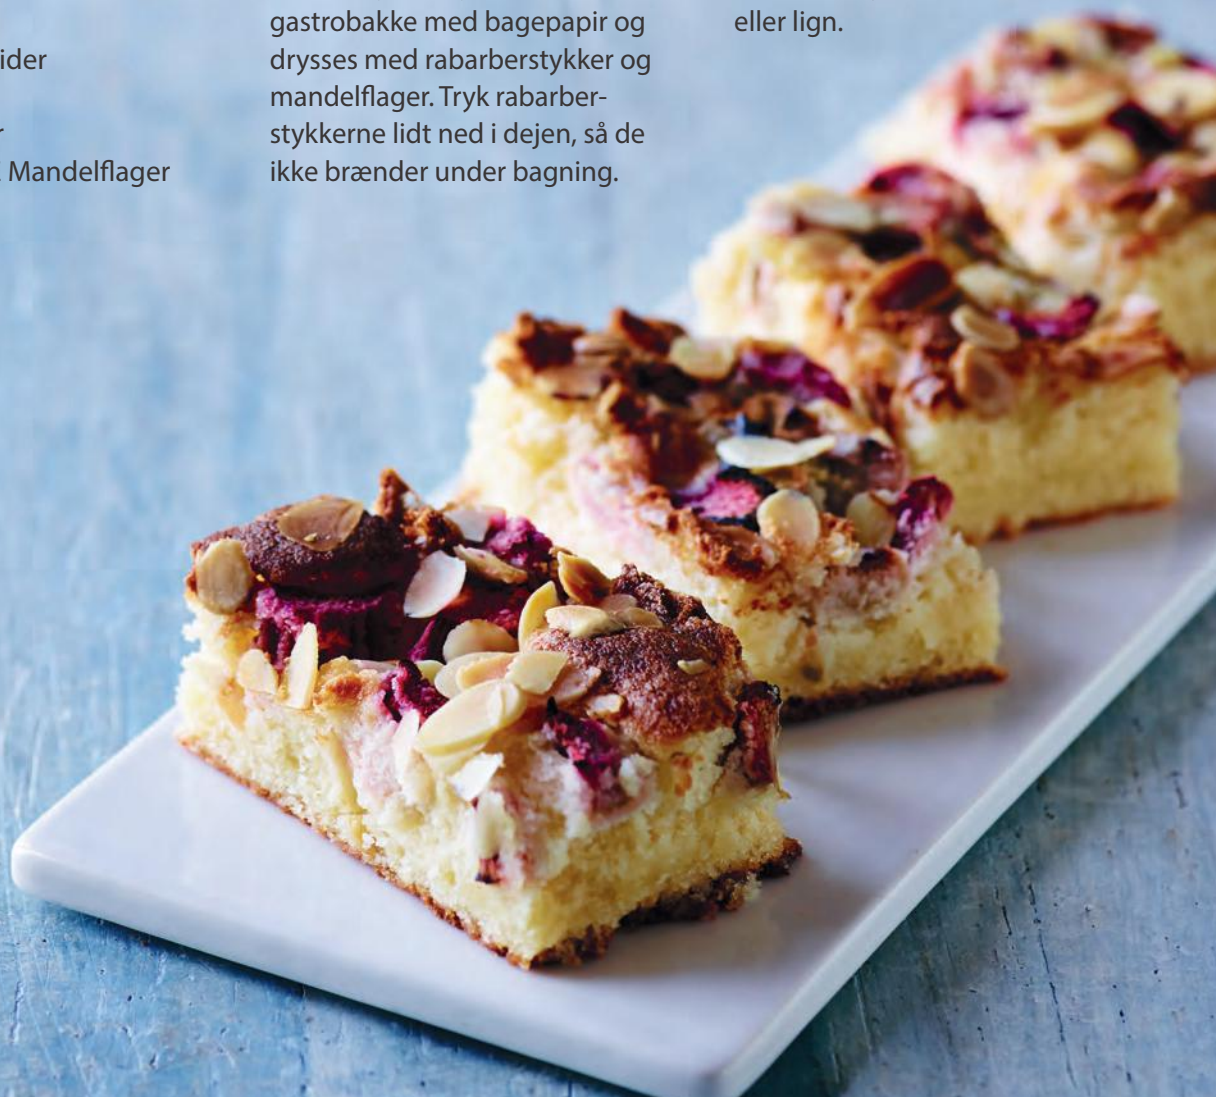 ider
r
Mandelflager
gastrobakke med bagepapir og
drysses med rabarberstykker og
mandelflager. Tryk rabarber-
stykkerne lidt ned i dejen, så de
ikke brænder under bagning.
eller lign.